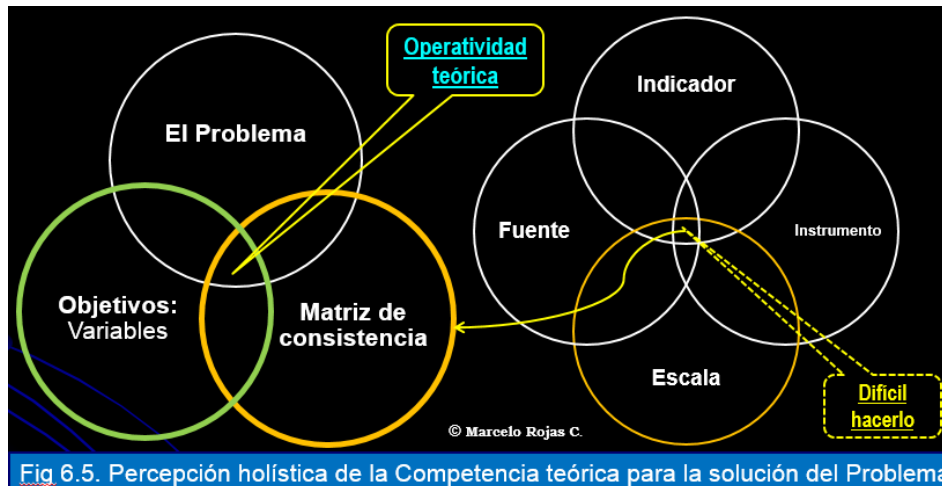 Operatividad
teórica
El Problema
Objetivos:
Variables
Matriz de
consistencia
Indicador
Fuente
Instrumento
Escala
Difícil
hacerlo
© Marcelo Rojas C.
Fig 6.5. Percepción holística de la Competencia teórica para la solución del Problema